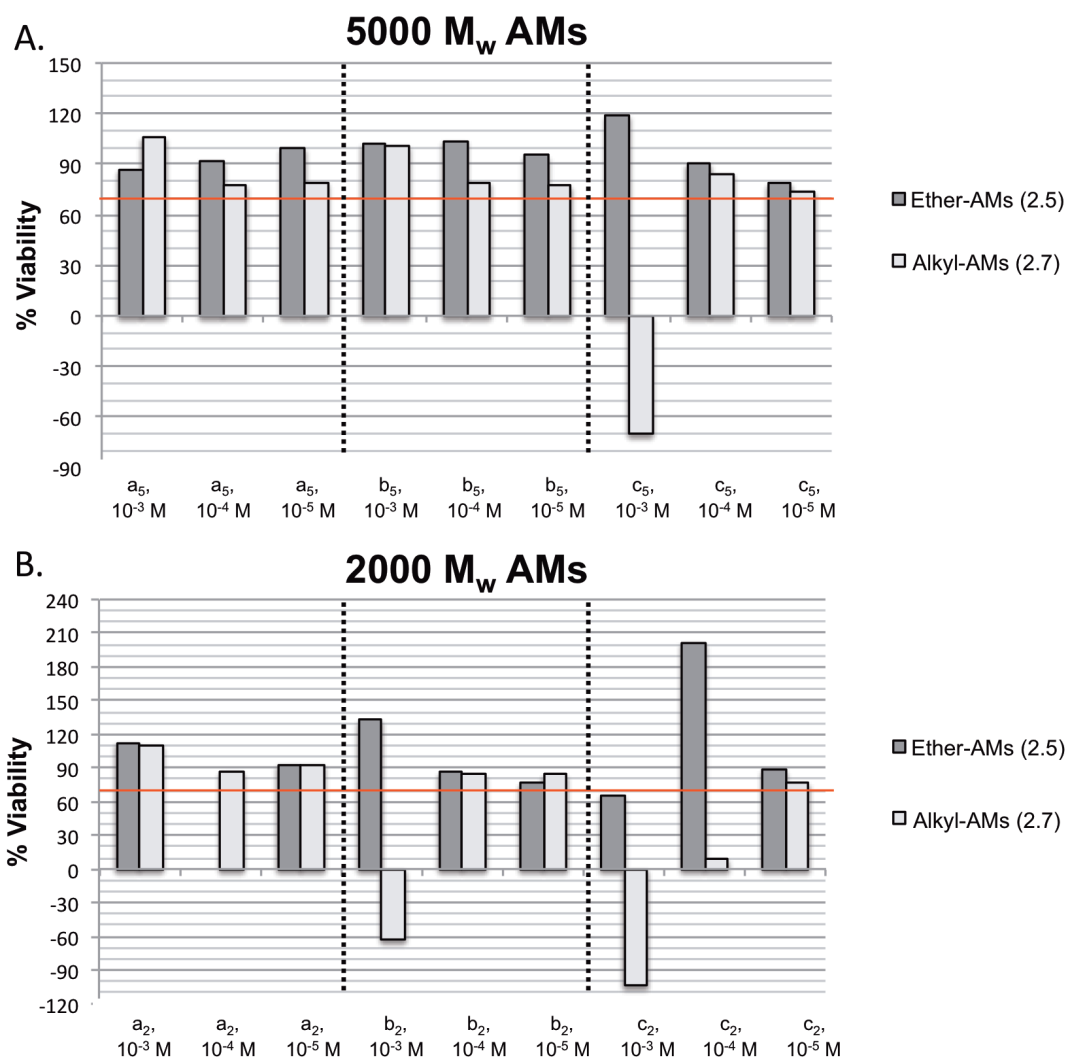 A.
5000 Mw AMs
150
120
90
60
30
0
-30
-60
-90
% Viability
a5, a5, a5, b5, b5, b5, c5, c5, c5,
10-3 M 10-4 M 10-5 M 10-3 M 10-4 M 10-5 M 10-3 M 10-4 M 10-5 M
Ether-AMs (2.5)
Alkyl-AMs (2.7)
B.
2000 Mw AMs
240
210
180
150
120
90
60
30
0
-30
-60
-90
-120
% Viability
a2, a2, a2, b2, b2, b2, c2, c2, c2,
10-3 M 10-4 M 10-5 M 10-3 M 10-4 M 10-5 M 10-3 M 10-4 M 10-5 M
Ether-AMs (2.5)
Alkyl-AMs (2.7)